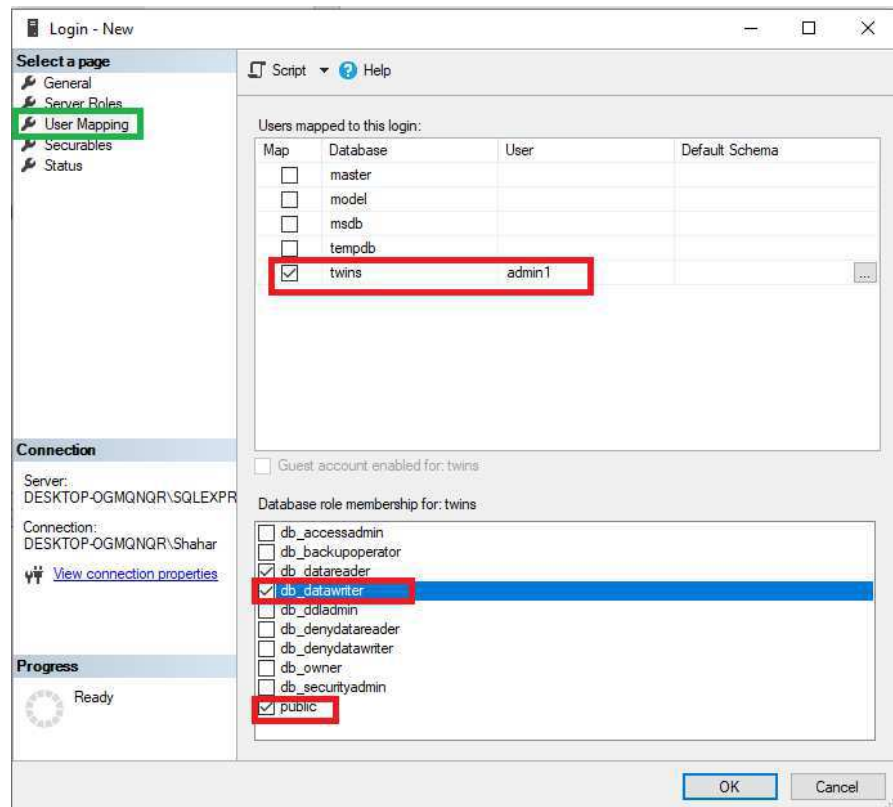 Login - New
Select a page
General
Server Roles
User Mapping
Securables
Status
Script Help
Users mapped to this login:
Map Database User Default Schema
master
model
msdb
tempdb
twins admin1 ...
Guest account enabled for: twins
Database role membership for: twins
db_accessadmin
db_backupoperator
db_datareader
db_datawriter
db_ddladmin
db_denydatareader
db_denydatawriter
db_owner
db_securityadmin
public
Connection
Server:
DESKTOP-OGMQNQR\SQLEXPR
Connection:
DESKTOP-OGMQNQR\Shahar
View connection properties
Progress
Ready
OK Cancel